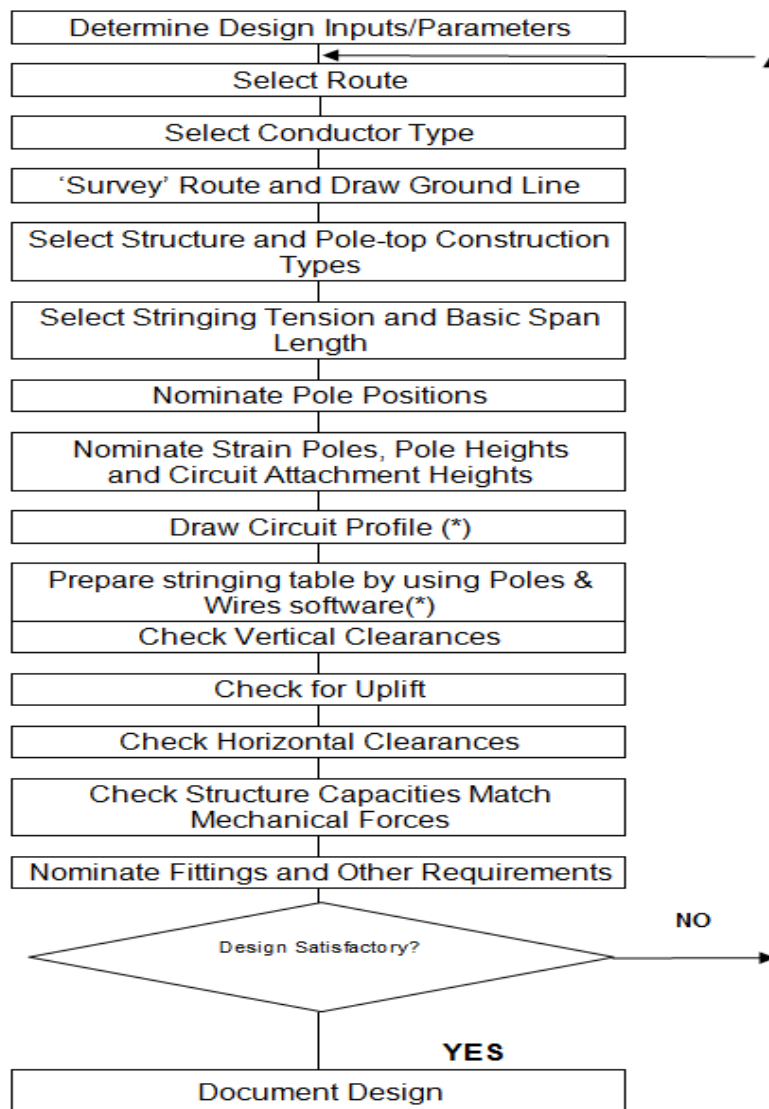 Determine Design Inputs/Parameters
Select Route
Select Conductor Type
‘Survey’ Route and Draw Ground Line
Select Structure and Pole-top Construction
Types
Select Stringing Tension and Basic Span
Length
Nominate Pole Positions
Nominate Strain Poles, Pole Heights
and Circuit Attachment Heights
Draw Circuit Profile (*)
Prepare stringing table by using Poles &
Wires software(*)
Check Vertical Clearances
Check for Uplift
Check Horizontal Clearances
Check Structure Capacities Match
Mechanical Forces
Nominate Fittings and Other Requirements
Design Satisfactory?
NO
YES
Document Design